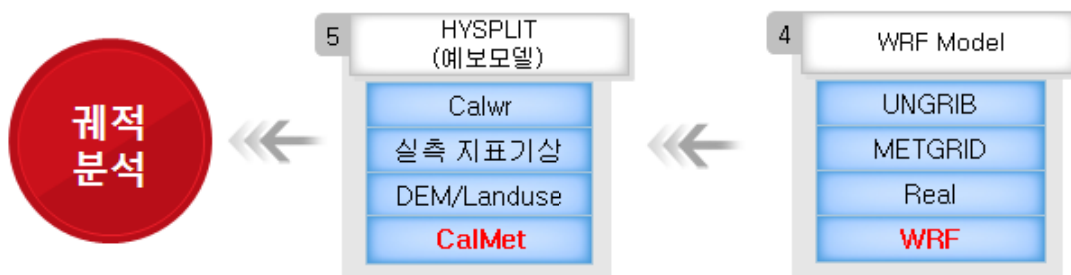 궤적
분석
5
HYSPLIT
(예보모델)
Calwr
실측 지표기상
DEM/Landuse
CalMet
4
WRF Model
UNGRIB
METGRID
Real
WRF